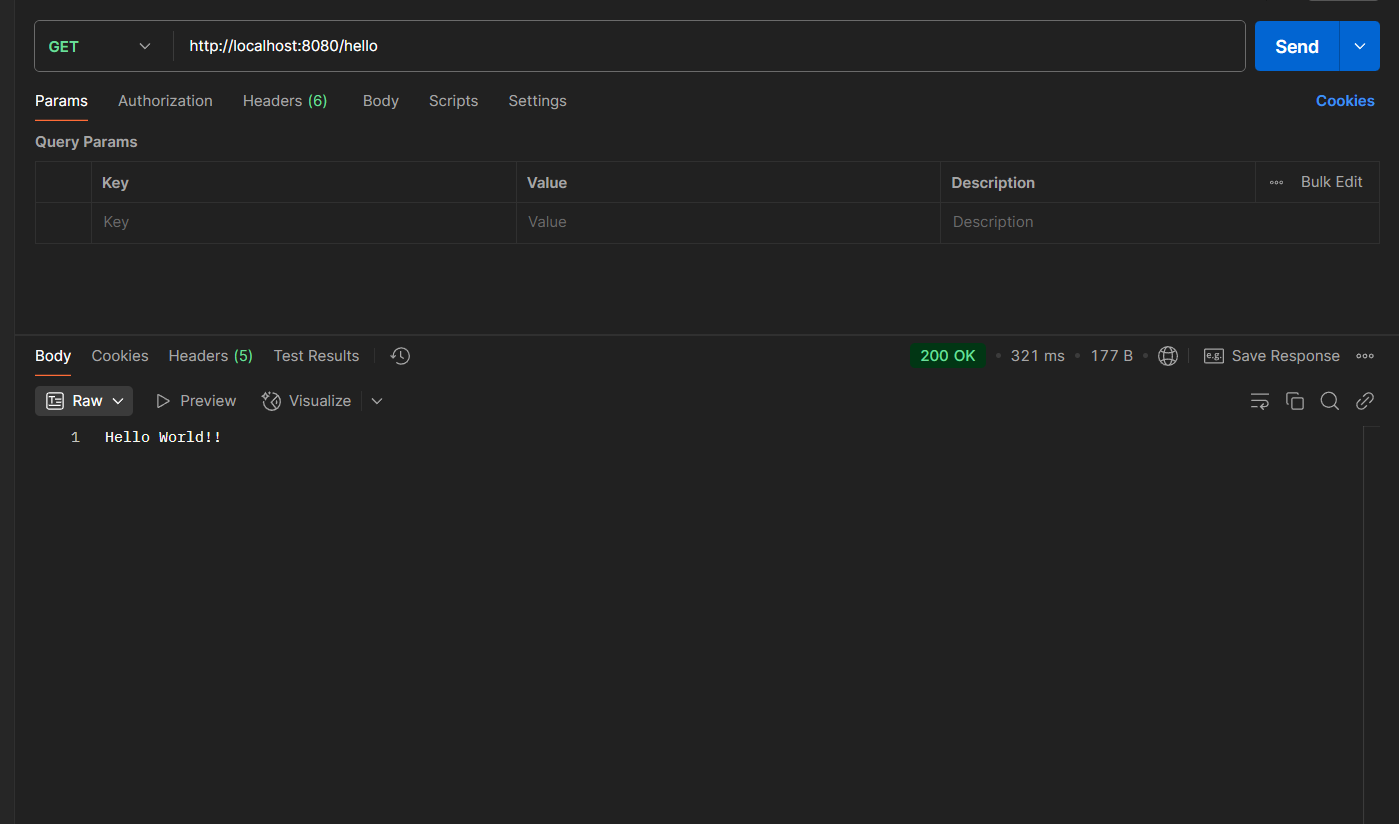 GET http://localhost:8080/hello Send
Params Authorization Headers (6) Body Scripts Settings Cookies
Query Params
Key Value Description Bulk Edit
Key Value Description
Body Cookies Headers (5) Test Results 200 OK 321 ms 177 B e.g. Save Response
Raw Preview Visualize
1 Hello World!!